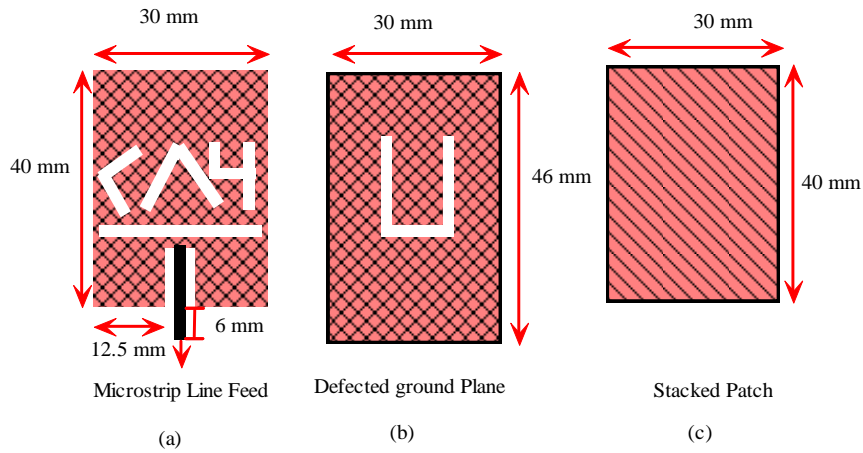 30 mm
30 mm
30 mm
40 mm
46 mm
40 mm
6 mm
12.5 mm
Microstrip Line Feed
Defected ground Plane
Stacked Patch
(a)
(b)
(c)